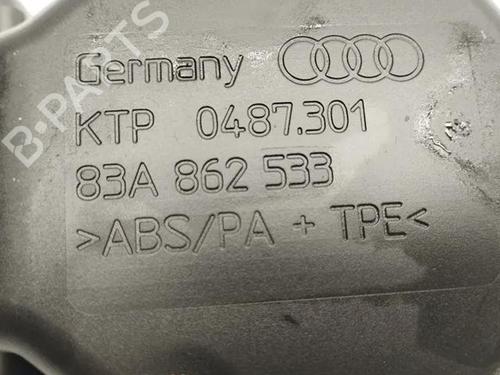 B-PARTS
Germany
KTP 0487.301
83A 862 533
>ABS/PA + TPE<